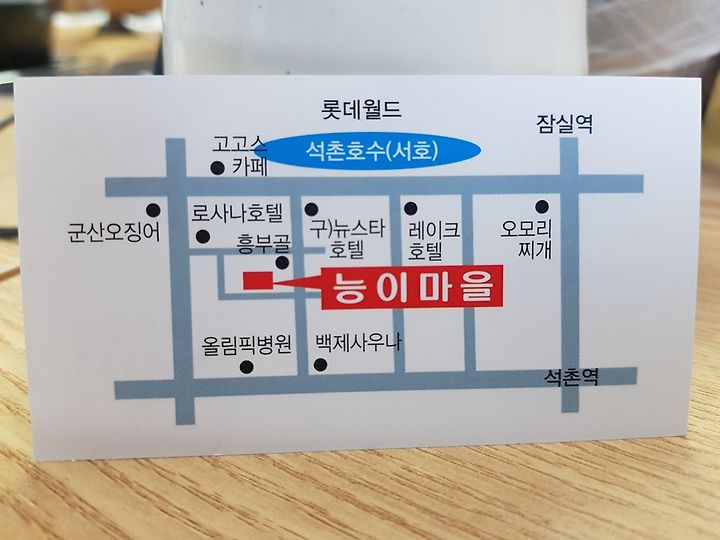 롯데월드
잠실역
고고스
카페
석촌호수(서호)
군산오징어
로사나호텔
구)뉴스타
호텔
레이크
호텔
오모리
찌개
흥부골
능이마을
올림픽병원
백제사우나
석촌역